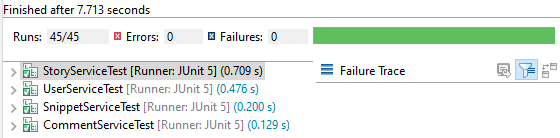 Finished after 7.713 seconds
Runs: 45/45 Errors: 0 Failures: 0
StoryServiceTest [Runner: JUnit 5] (0.709 s)
Failure Trace
UserServiceTest [Runner: JUnit 5] (0.476 s)
SnippetServiceTest [Runner: JUnit 5] (0.200 s)
CommentServiceTest [Runner: JUnit 5] (0.129 s)